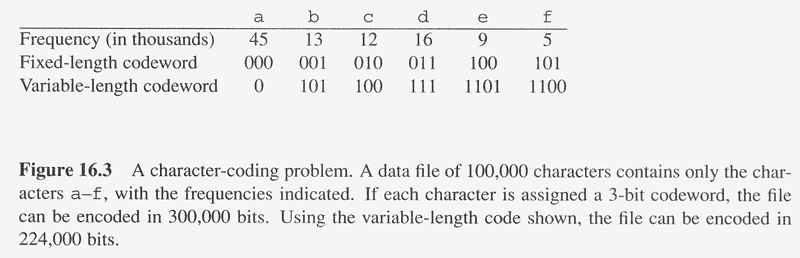 a b c d e f
Frequency (in thousands) 45 13 12 16 9 5
Fixed-length codeword 000 001 010 011 100 101
Variable-length codeword 0 101 100 111 1101 1100
Figure 16.3 A character-coding problem. A data file of 100,000 characters contains only the char-
acters a–f, with the frequencies indicated. If each character is assigned a 3-bit codeword, the file
can be encoded in 300,000 bits. Using the variable-length code shown, the file can be encoded in
224,000 bits.